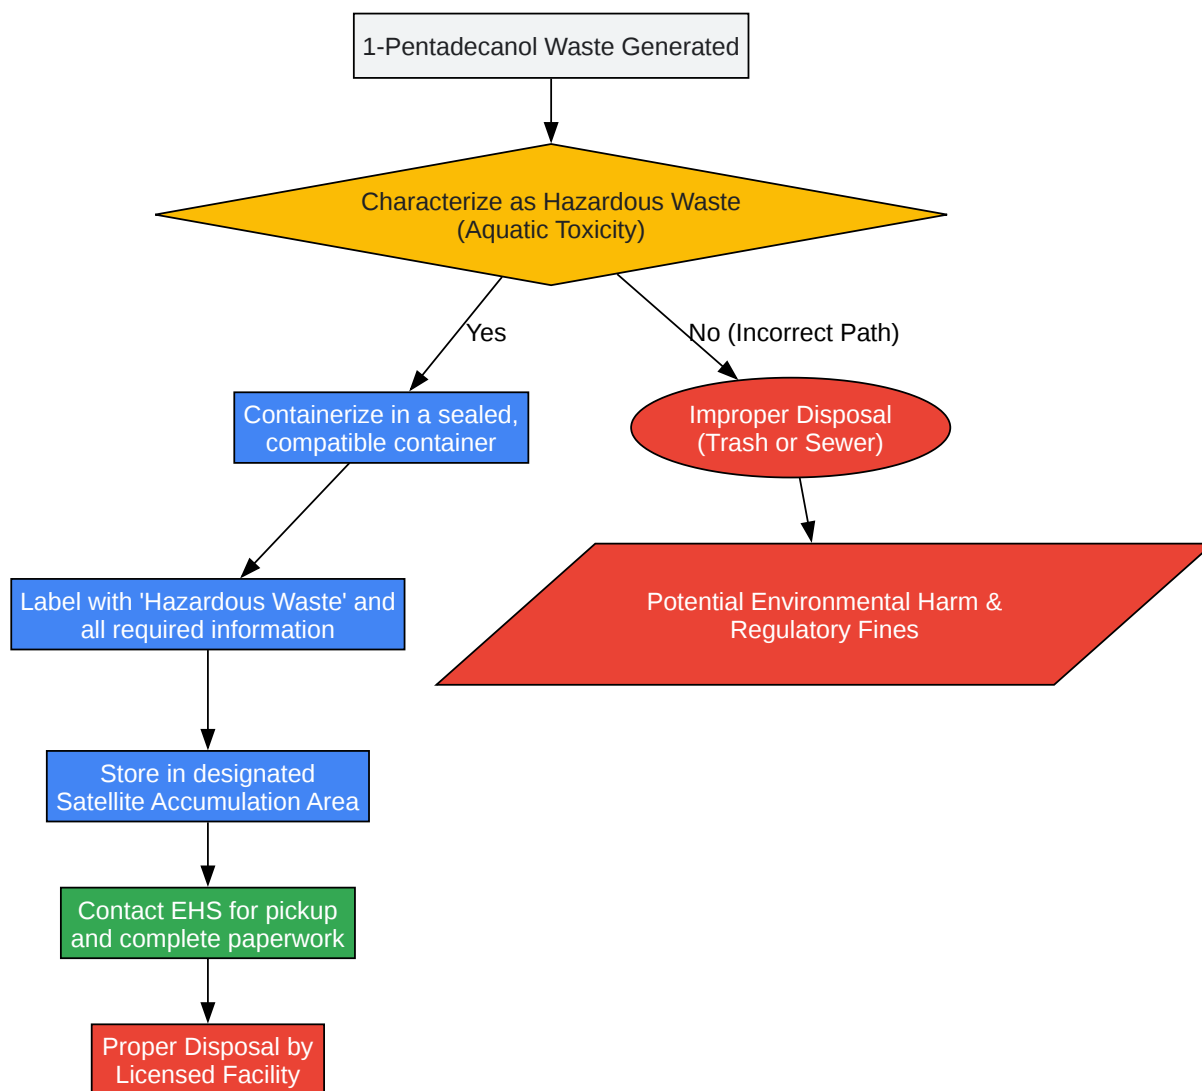 1-Pentadecanol Waste Generated
Characterize as Hazardous Waste
(Aquatic Toxicity)
Yes
No (Incorrect Path)
Containerize in a sealed,
compatible container
Improper Disposal
(Trash or Sewer)
Label with 'Hazardous Waste' and
all required information
Potential Environmental Harm &
Regulatory Fines
Store in designated
Satellite Accumulation Area
Contact EHS for pickup
and complete paperwork
Proper Disposal by
Licensed Facility